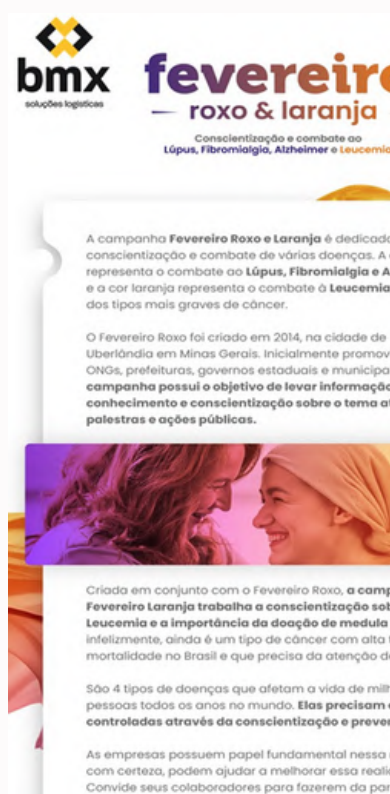 bmx
soluções logísticas
fevereiro
roxo & laranja
Conscientização e combate ao
Lúpus, Fibromialgia, Alzheimer e Leucemia
A campanha Fevereiro Roxo e Laranja é dedicad
conscientização e combate de várias doenças. A
representa o combate ao Lúpus, Fibromialgia e A
e a cor laranja representa o combate à Leucemia
dos tipos mais graves de câncer.
O Fevereiro Roxo foi criado em 2014, na cidade de
Uberlândia em Minas Gerais. Inicialmente promov
ONGs, prefeituras, governos estaduais e municipa
campanha possui o objetivo de levar informação
conhecimento e conscientização sobre o tema at
palestras e ações públicas.
Criada em conjunto com o Fevereiro Roxo, a camp
Fevereiro Laranja trabalha a conscientização sob
Leucemia e a importância da doação de medula
infelizmente, ainda é um tipo de câncer com alta
mortalidade no Brasil e que precisa da atenção d
São 4 tipos de doenças que afetam a vida de milh
pessoas todos os anos no mundo. Elas precisam
controladas através da conscientização e preve
As empresas possuem papel fundamental nessa
com certeza, podem ajudar a melhorar essa reali
Convide seus colaboradores para fazerem da pa